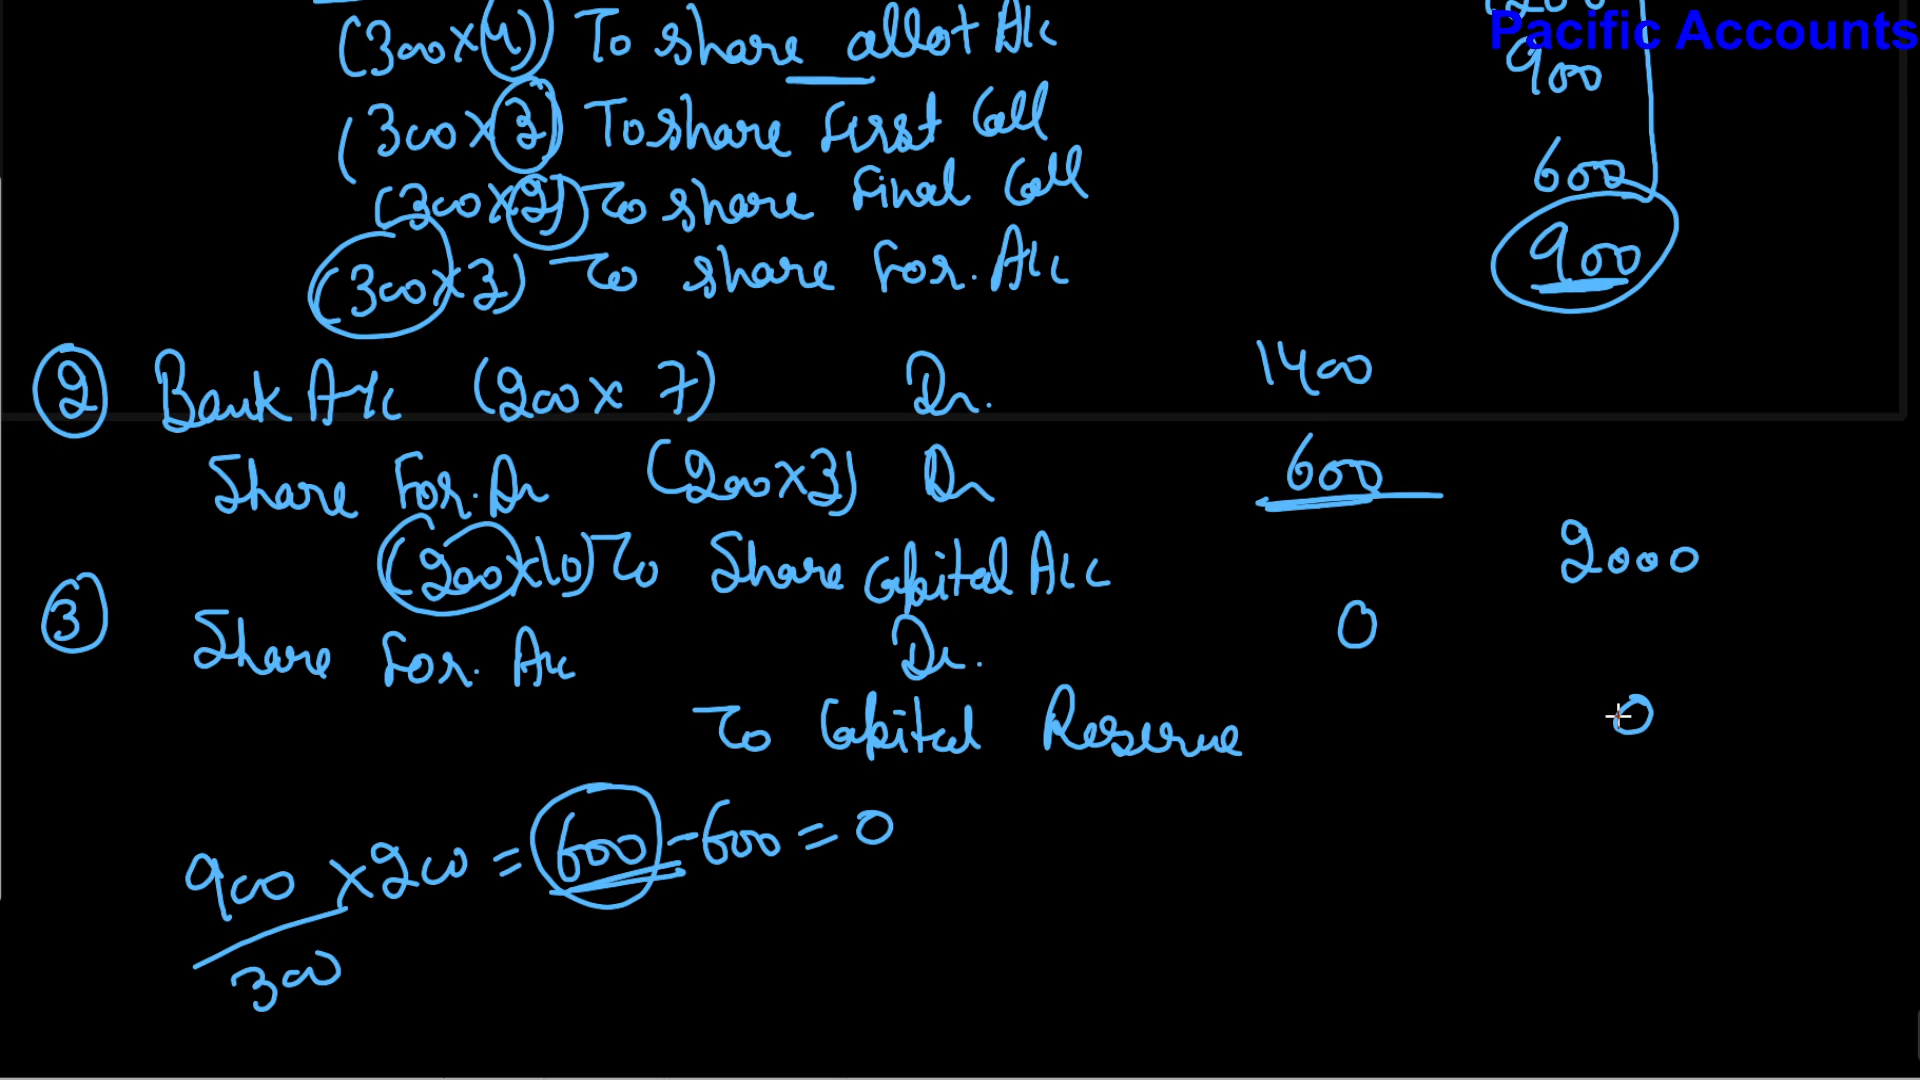 Pacific Accounts
(300×4) To share allot A/c
900
(300×3) To share First Call
600
(300×2) To share Final Call
(300×3) To share For. A/c 900
② Bank A/c (200× 7) Dr. 1400
Share For. Dr (200×3) Dr 600
(200×10) To Share Capital A/c 2000
③ Share For. A/c Dr. 0
To Capital Reserve 0
900 ×200 = 600 - 600 = 0
300